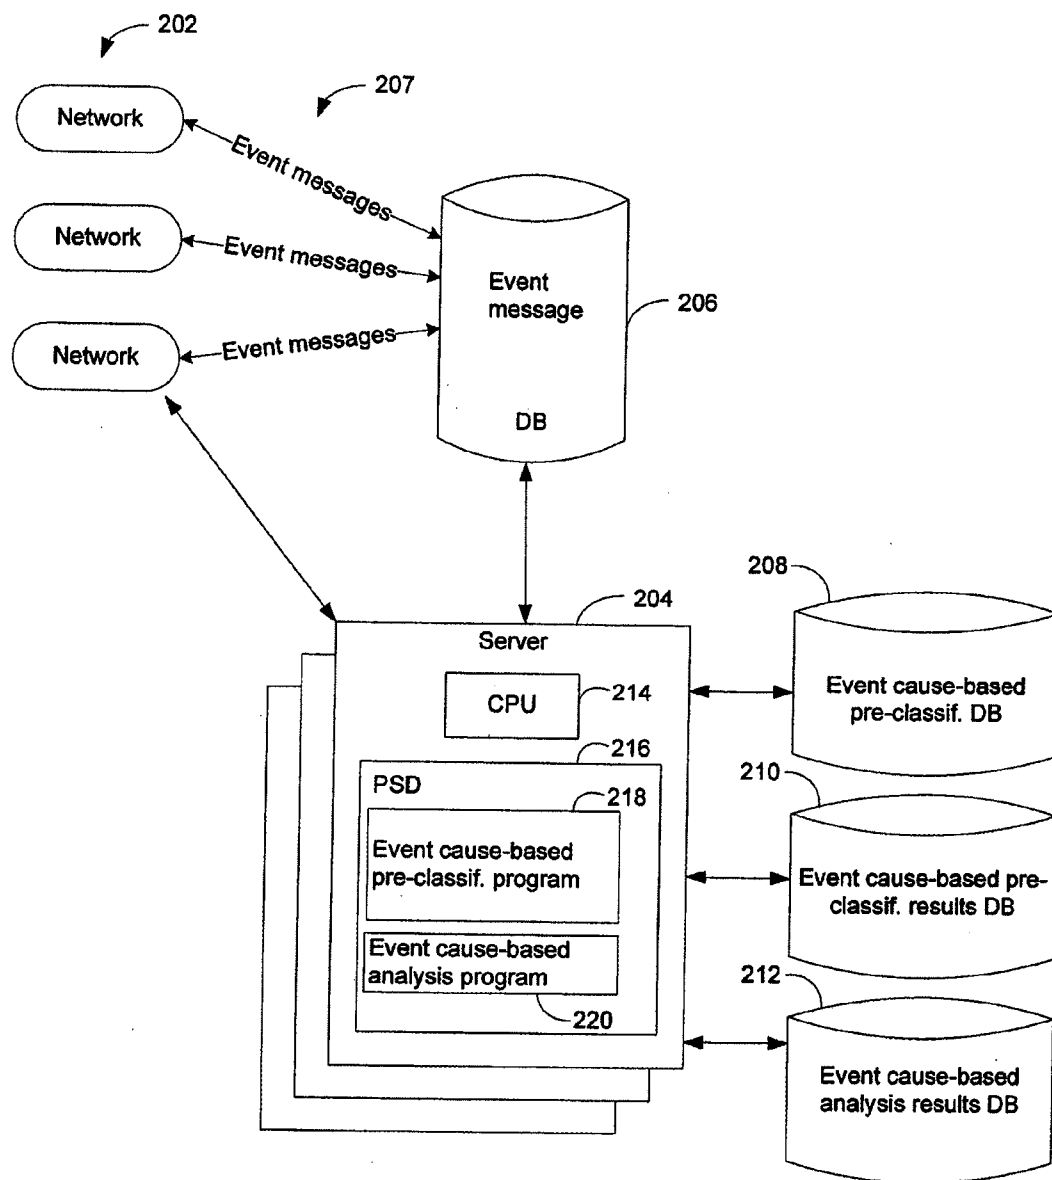 202
207
Network
Event messages
Network
Event messages
Network
Event messages
Event
message
206
DB
204
208
Server
CPU
214
Event cause-based
pre-classif. DB
216
PSD
210
218
Event cause-based
pre-classif. program
Event cause-based pre-
classif. results DB
Event cause-based
analysis program
220
212
Event cause-based
analysis results DB